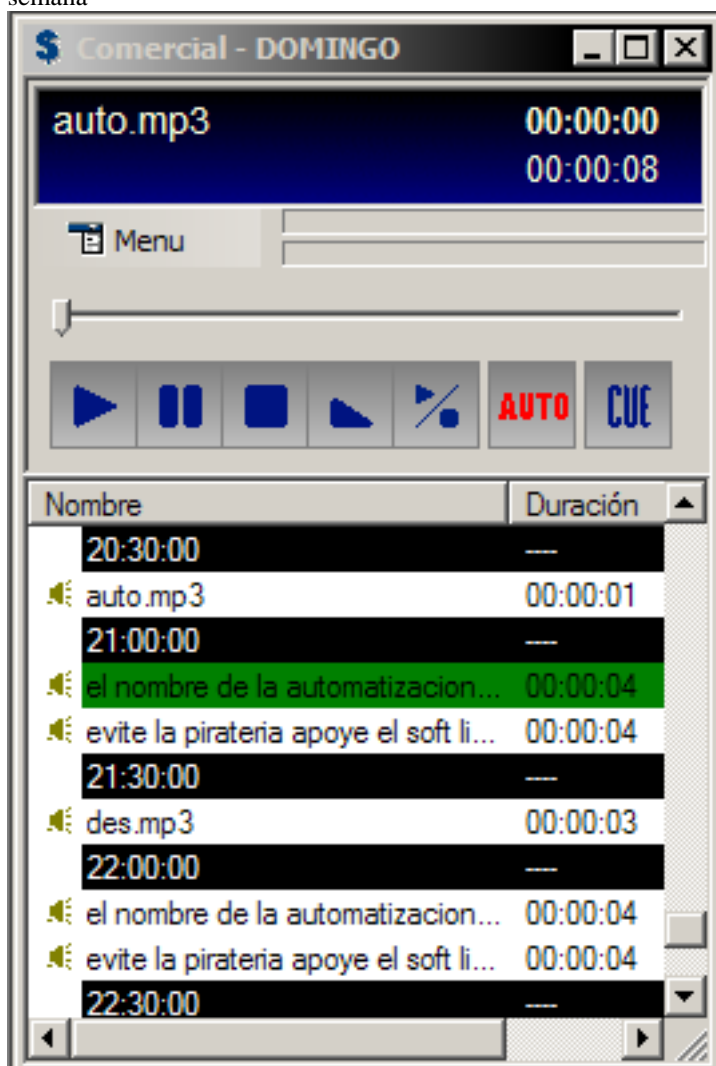 semana
Comercial - DOMINGO
auto.mp3 00:00:00
00:00:08
Menu
AUTO CUE
Nombre Duración
20:30:00 ----
auto.mp3 00:00:01
21:00:00 ----
el nombre de la automatizacion... 00:00:04
evite la pirateria apoye el soft li... 00:00:04
21:30:00 ----
des.mp3 00:00:03
22:00:00 ----
el nombre de la automatizacion... 00:00:04
evite la pirateria apoye el soft li... 00:00:04
22:30:00 ----